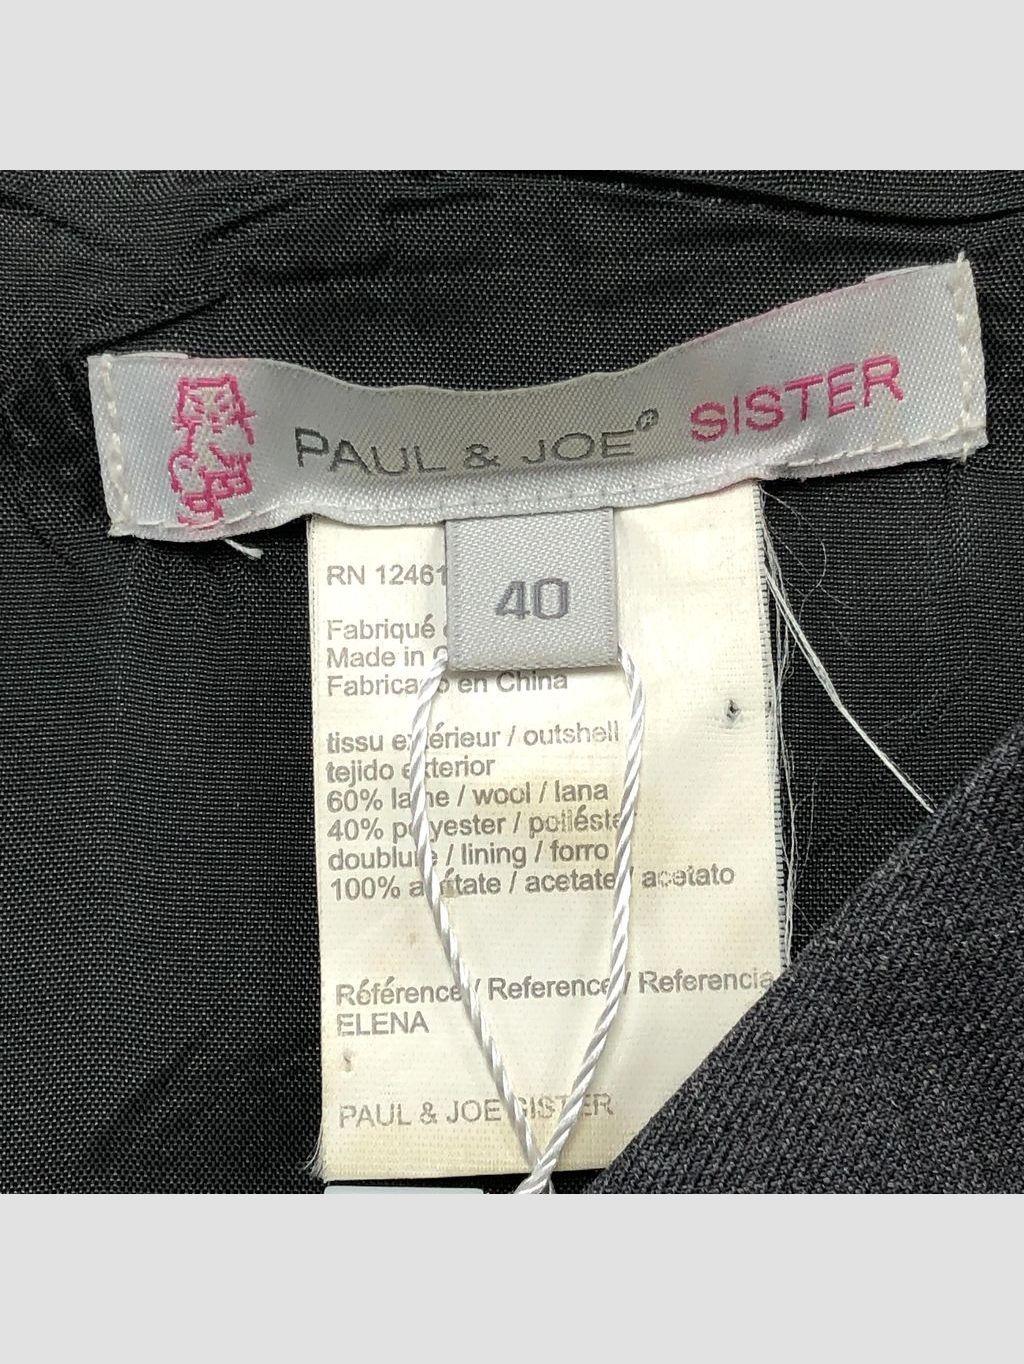 PAUL & JOE® SISTER
40
RN 12461
Fabriqué
Made in
Fabricado en China
tissu extérieur / outshell
tejido exterior
60% laine / wool / lana
40% polyester / poliéster
doublure / lining / forro
100% acétate / acetate / acetato
Référence / Reference / Referencia
ELENA
PAUL & JOE SISTER